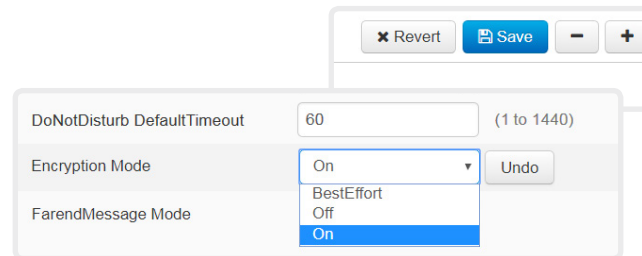 Revert Save
DoNotDisturb DefaultTimeout 60 (1 to 1440)
Encryption Mode On Undo
BestEffort
FarendMessage Mode Off
On